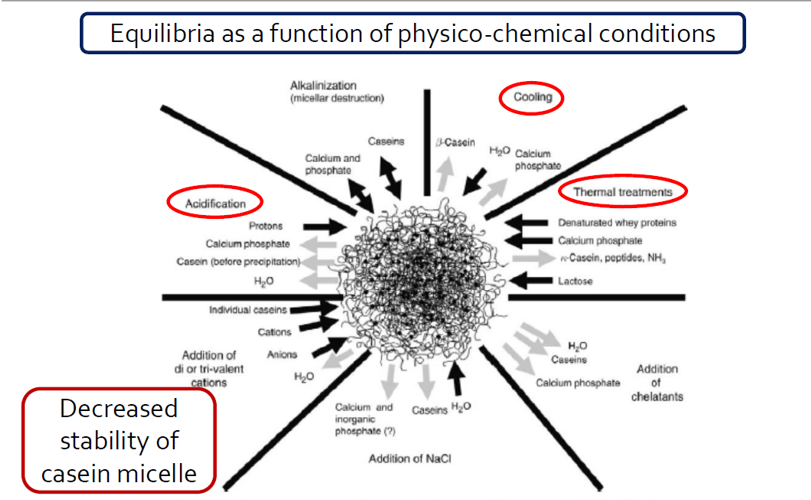 Equilibria as a function of physico-chemical conditions
Alkalinization
(micellar destruction)
Cooling
Caseins
β-Casein
H₂O
Calcium
phosphate
Calcium and
phosphate
Acidification
Thermal treatments
Protons
Calcium phosphate
Casein (before precipitation)
H₂O
Denaturated whey proteins
Calcium phosphate
κ-Casein, peptides, NH₃
Lactose
Individual caseins
Cations
Anions
H₂O
Addition of
di or tri-valent
cations
H₂O
Caseins
Calcium phosphate
Addition
of
chelatants
Calcium and
inorganic
phosphate (?)
Caseins
H₂O
Addition of NaCl
Decreased
stability of
casein micelle